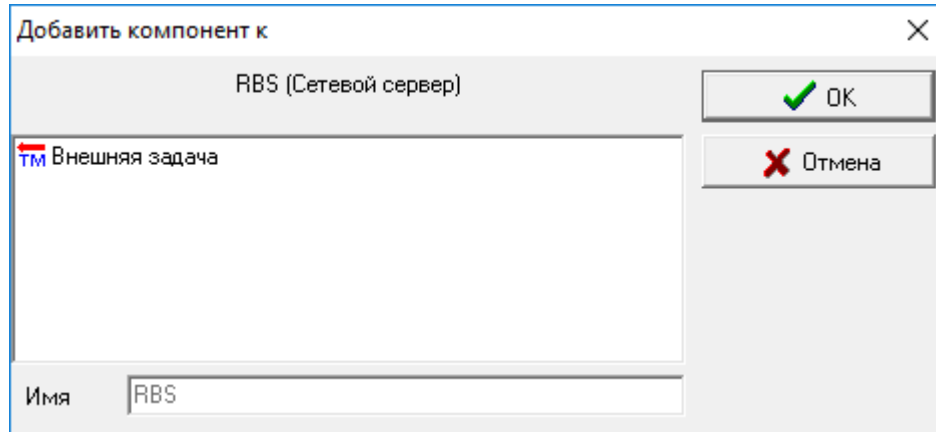 Добавить компонент к
RBS (Сетевой сервер)
OK
ТМ Внешняя задача
Отмена
Имя
RBS